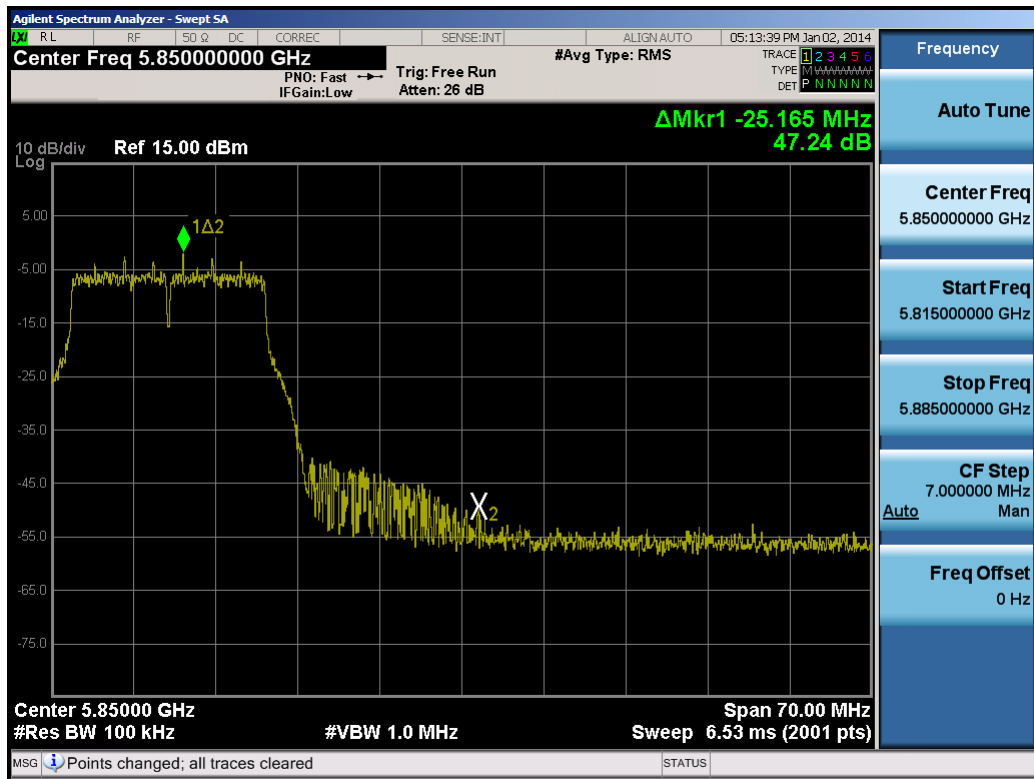 Agilent Spectrum Analyzer - Swept SA
LXI RL RF 50 Ω DC CORREC SENSE:INT ALIGN AUTO 05:13:39 PM Jan 02, 2014
Center Freq 5.850000000 GHz
PNO: Fast
IFGain:Low
Trig: Free Run
Atten: 26 dB
#Avg Type: RMS
TRACE 1 2 3 4 5 6
TYPE M W W W W W
DET P N N N N N
ΔMkr1 -25.165 MHz
47.24 dB
10 dB/div Ref 15.00 dBm
Log
5.00
-5.00
-15.0
-25.0
-35.0
-45.0
-55.0
-65.0
-75.0
1Δ2
X2
Center 5.85000 GHz
Span 70.00 MHz
#Res BW 100 kHz
#VBW 1.0 MHz
Sweep 6.53 ms (2001 pts)
MSG Points changed; all traces cleared
STATUS
Frequency
Auto Tune
Center Freq
5.850000000 GHz
Start Freq
5.815000000 GHz
Stop Freq
5.885000000 GHz
CF Step
7.000000 MHz
Auto Man
Freq Offset
0 Hz